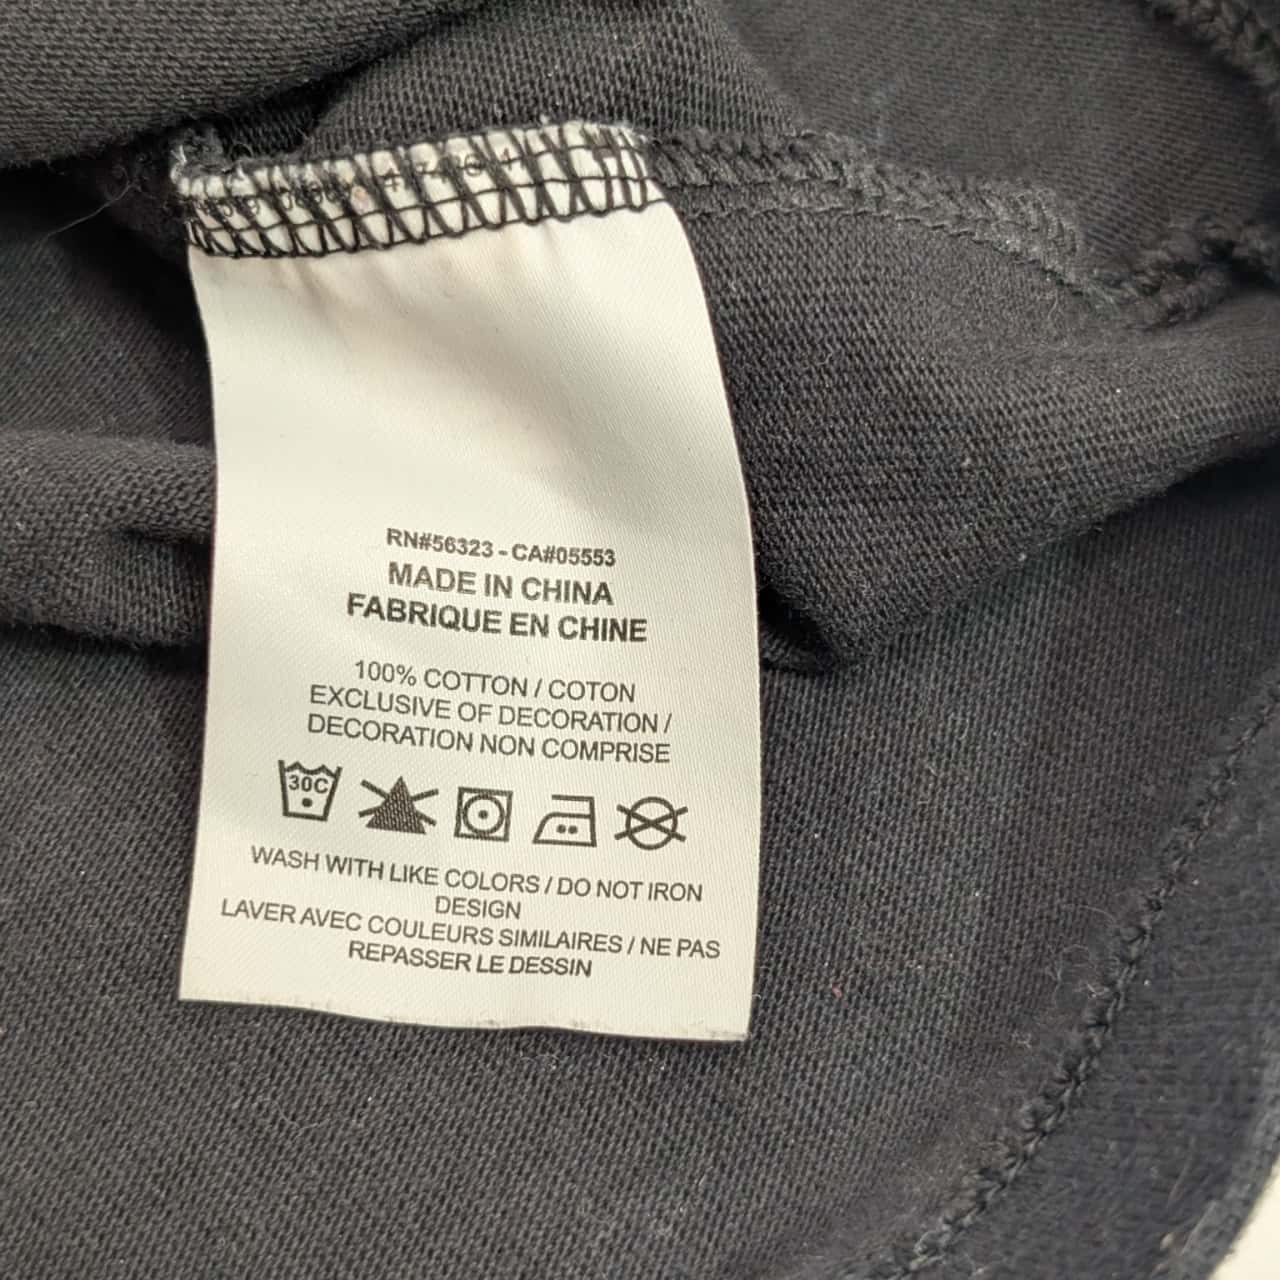 RN#56323 - CA#05553
MADE IN CHINA
FABRIQUE EN CHINE
100% COTTON / COTON
EXCLUSIVE OF DECORATION /
DECORATION NON COMPRISE
30C
WASH WITH LIKE COLORS / DO NOT IRON
DESIGN
LAVER AVEC COULEURS SIMILAIRES / NE PAS
REPASSER LE DESSIN